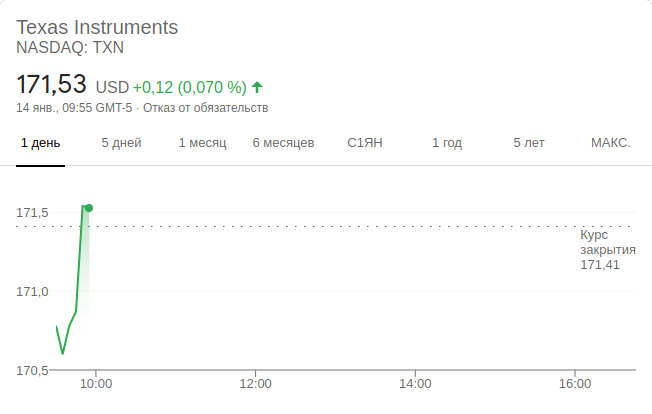 Texas Instruments
NASDAQ: TXN
171,53 USD +0,12 (0,070 %)
14 янв., 09:55 GMT-5 · Отказ от обязательств
1 день 5 дней 1 месяц 6 месяцев С1ЯН 1 год 5 лет МАКС.
171,5
Курс
закрытия
171,41
171,0
170,5
10:00 12:00 14:00 16:00